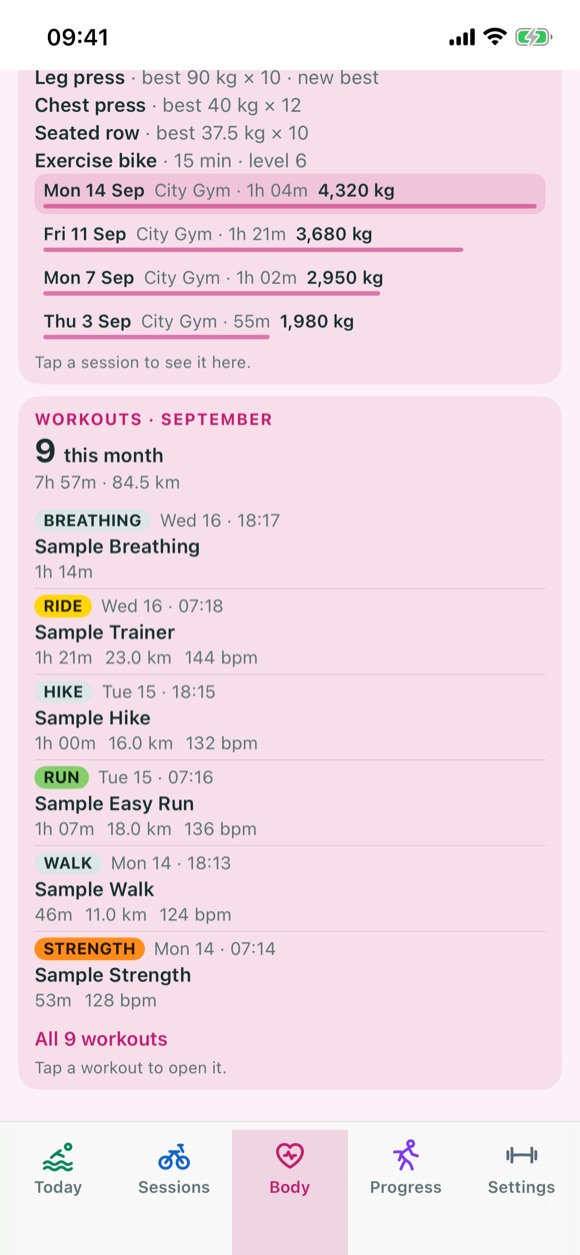 09:41
Leg press · best 90 kg × 10 · new best
Chest press · best 40 kg × 12
Seated row · best 37.5 kg × 10
Exercise bike · 15 min · level 6
Mon 14 Sep City Gym · 1h 04m 4,320 kg
Fri 11 Sep City Gym · 1h 21m 3,680 kg
Mon 7 Sep City Gym · 1h 02m 2,950 kg
Thu 3 Sep City Gym · 55m 1,980 kg
Tap a session to see it here.
WORKOUTS · SEPTEMBER
9 this month
7h 57m · 84.5 km
BREATHING Wed 16 · 18:17
Sample Breathing
1h 14m
RIDE Wed 16 · 07:18
Sample Trainer
1h 21m 23.0 km 144 bpm
HIKE Tue 15 · 18:15
Sample Hike
1h 00m 16.0 km 132 bpm
RUN Tue 15 · 07:16
Sample Easy Run
1h 07m 18.0 km 136 bpm
WALK Mon 14 · 18:13
Sample Walk
46m 11.0 km 124 bpm
STRENGTH Mon 14 · 07:14
Sample Strength
53m 128 bpm
All 9 workouts
Tap a workout to open it.
Today Sessions Body Progress Settings